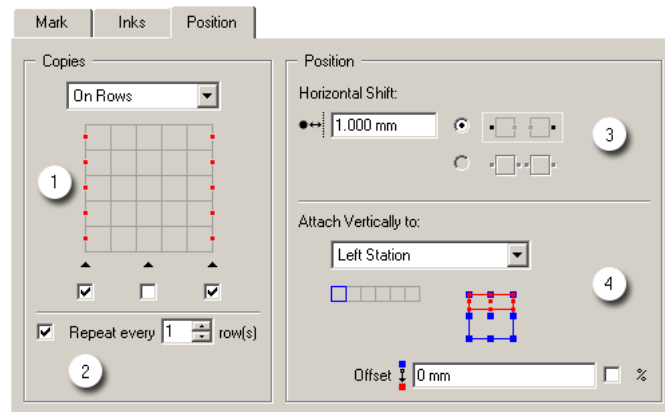 Mark Inks Position
Copies
On Rows
1
Repeat every 1 row(s)
2
Position
Horizontal Shift:
1.000 mm
3
Attach Vertically to:
Left Station
4
Offset 0 mm %